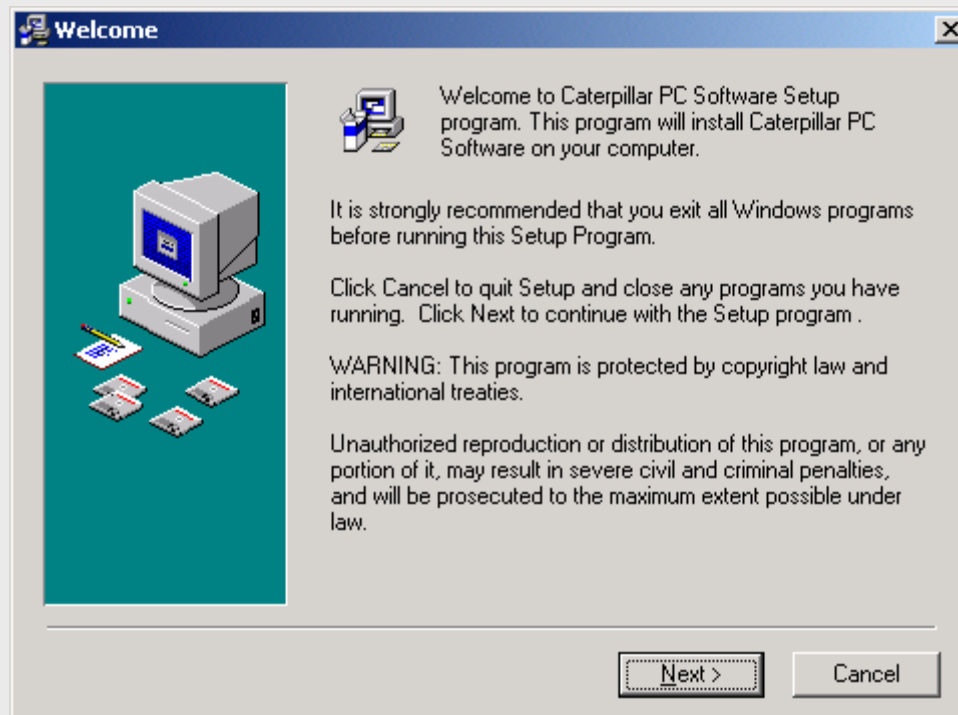 Welcome
Welcome to Caterpillar PC Software Setup
program. This program will install Caterpillar PC
Software on your computer.
It is strongly recommended that you exit all Windows programs
before running this Setup Program.
Click Cancel to quit Setup and close any programs you have
running.  Click Next to continue with the Setup program .
WARNING: This program is protected by copyright law and
international treaties.
Unauthorized reproduction or distribution of this program, or any
portion of it, may result in severe civil and criminal penalties,
and will be prosecuted to the maximum extent possible under
law.
Next >
Cancel